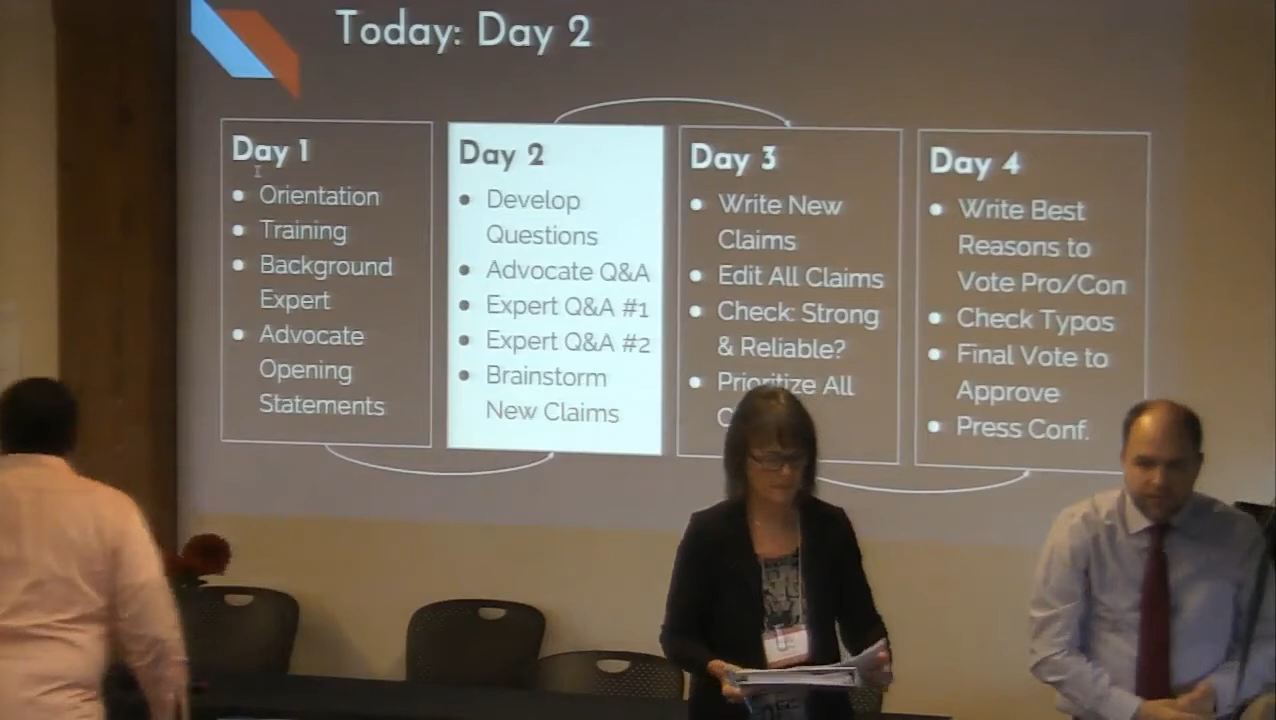 Today: Day 2
Day 1
• Orientation
• Training
• Background
Expert
• Advocate
Opening
Statements
Day 2
• Develop
Questions
• Advocate Q&A
• Expert Q&A #1
• Expert Q&A #2
• Brainstorm
New Claims
Day 3
• Write New
Claims
• Edit All Claims
• Check: Strong
& Reliable?
• Prioritize All
Day 4
• Write Best
Reasons to
Vote Pro/Con
• Check Typos
• Final Vote to
Approve
• Press Conf.